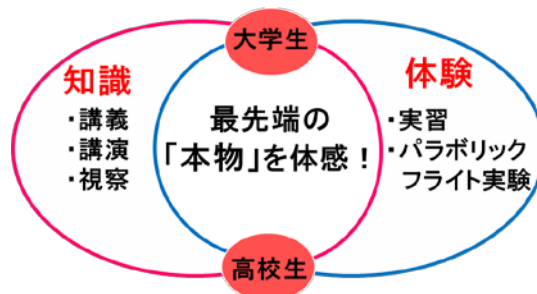 大学生
知識
・講義
・講演
・視察
最先端の
「本物」を体感！
体験
・実習
・パラボリック
フライト実験
高校生